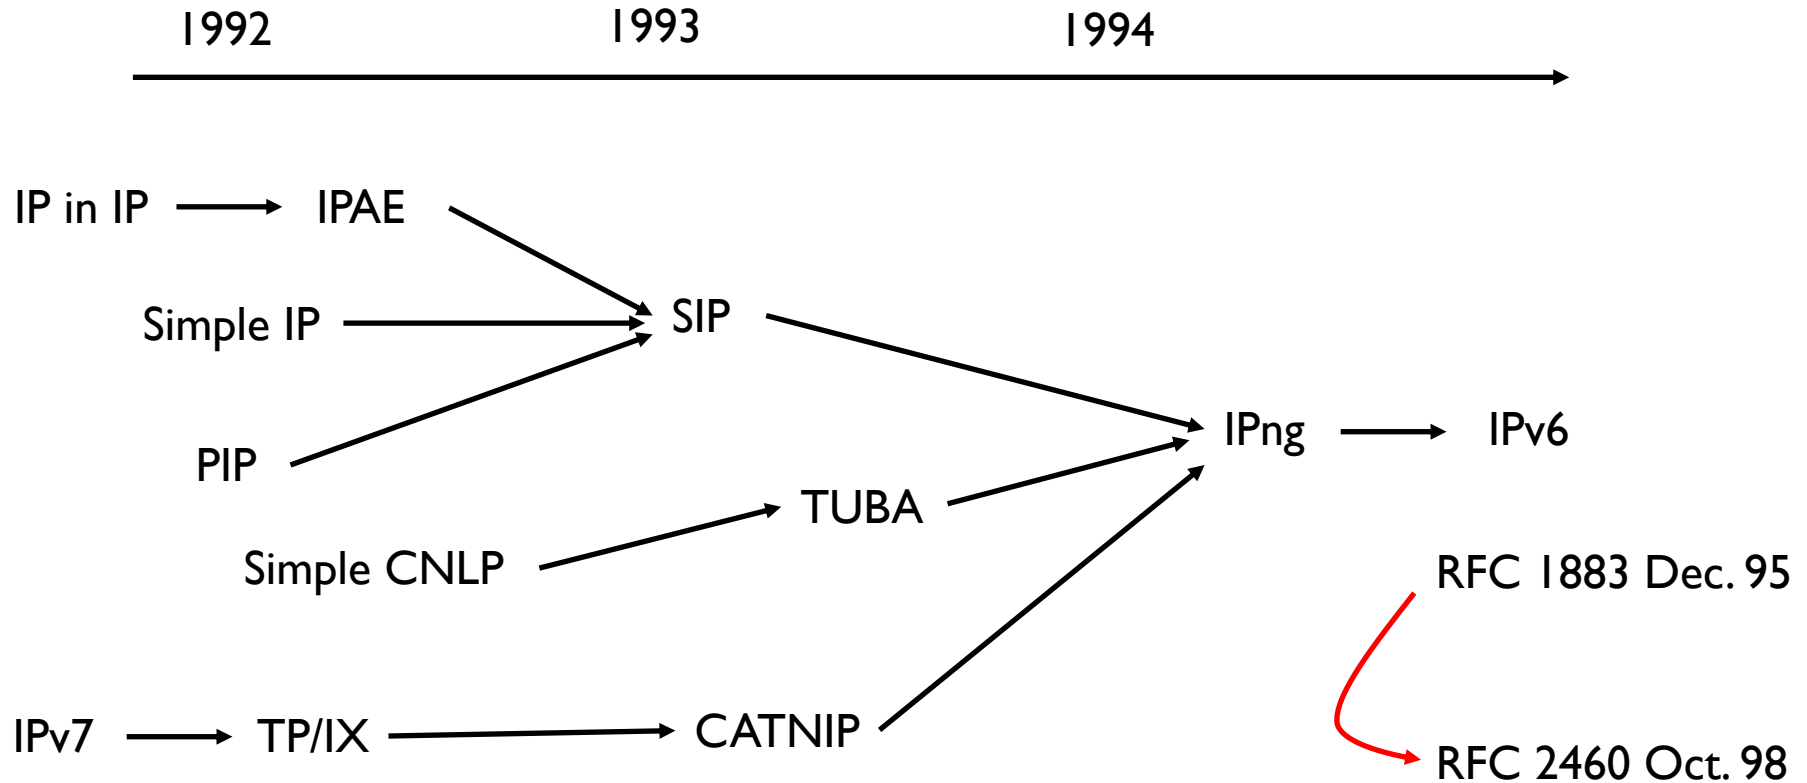 1992 1993 1994
IP in IP IPAE
Simple IP SIP
PIP IPng IPv6
Simple CNLP TUBA
RFC 1883 Dec. 95
IPv7 TP/IX CATNIP
RFC 2460 Oct. 98